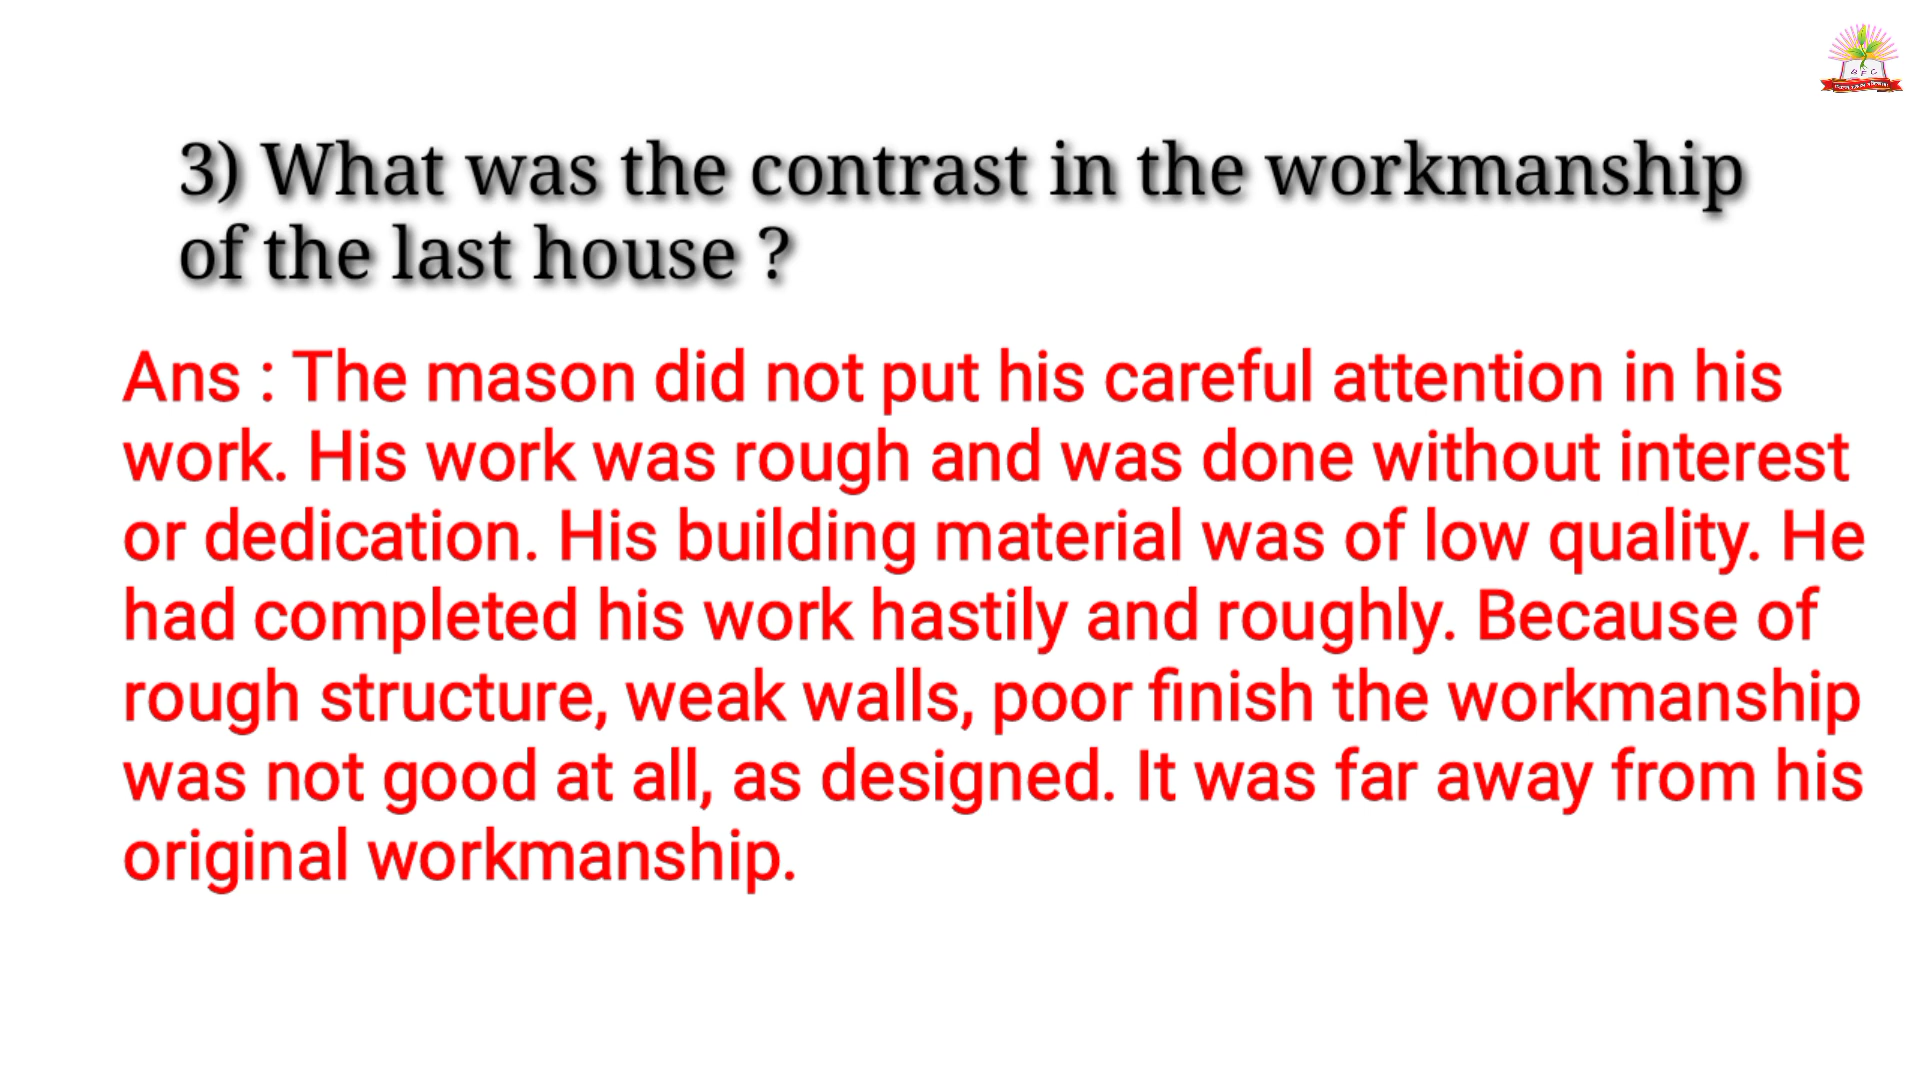 3) What was the contrast in the workmanship
of the last house ?
Ans : The mason did not put his careful attention in his
work. His work was rough and was done without interest
or dedication. His building material was of low quality. He
had completed his work hastily and roughly. Because of
rough structure, weak walls, poor finish the workmanship
was not good at all, as designed. It was far away from his
original workmanship.